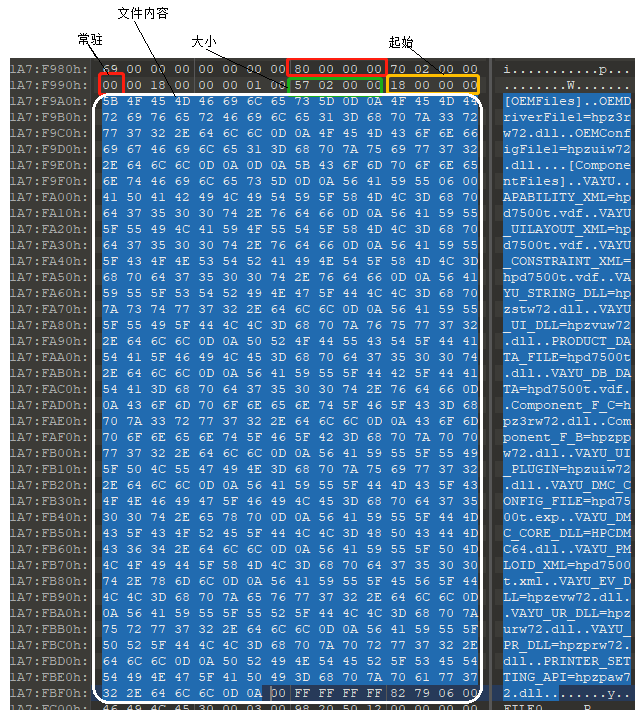 文件内容
常驻
大小
起始
1A7:F980h: 69 00 00 00 00 00 00 00 80 00 00 00 70 02 00 00 i...........p...
1A7:F990h: 00 00 18 00 00 00 01 00 57 02 00 00 18 00 00 00 ........W.......
1A7:F9A0h: 5B 4F 45 4D 46 69 6C 65 73 5D 0D 0A 4F 45 4D 44 [OEMFiles]..OEMD
1A7:F9B0h: 72 69 76 65 72 46 69 6C 65 31 3D 68 70 7A 33 72 riverFile1=hpz3r
1A7:F9C0h: 77 37 32 2E 64 6C 6C 0D 0A 4F 45 4D 43 6F 6E 66 w72.dll..OEMConf
1A7:F9D0h: 69 67 46 69 6C 65 31 3D 68 70 7A 75 69 77 37 32 igFile1=hpzuiw72
1A7:F9E0h: 2E 64 6C 6C 0D 0A 0D 0A 5B 43 6F 6D 70 6F 6E 65 .dll....[Compone
1A7:F9F0h: 6E 74 46 69 6C 65 73 5D 0D 0A 56 41 59 55 06 00 ntFiles]..VAYU..
1A7:FA00h: 41 50 41 42 49 4C 49 54 59 5F 58 4D 4C 3D 68 70 APABILITY_XML=hp
1A7:FA10h: 64 37 35 30 30 74 2E 76 64 66 0D 0A 56 41 59 55 d7500t.vdf..VAYU
1A7:FA20h: 5F 55 49 4C 41 59 4F 55 54 5F 58 4D 4C 3D 68 70 _UILAYOUT_XML=hp
1A7:FA30h: 64 37 35 30 30 74 2E 76 64 66 0D 0A 56 41 59 55 d7500t.vdf..VAYU
1A7:FA40h: 5F 43 4F 4E 53 54 52 41 49 4E 54 5F 58 4D 4C 3D _CONSTRAINT_XML=
1A7:FA50h: 68 70 64 37 35 30 30 74 2E 76 64 66 0D 0A 56 41 hpd7500t.vdf..VA
1A7:FA60h: 59 55 5F 53 54 52 49 4E 47 5F 44 4C 4C 3D 68 70 YU_STRING_DLL=hp
1A7:FA70h: 7A 73 74 77 37 32 2E 64 6C 6C 0D 0A 56 41 59 55 zstw72.dll..VAYU
1A7:FA80h: 5F 55 49 5F 44 4C 4C 3D 68 70 7A 76 75 77 37 32 _UI_DLL=hpzvuw72
1A7:FA90h: 2E 64 6C 6C 0D 0A 50 52 4F 44 55 43 54 5F 44 41 .dll..PRODUCT_DA
1A7:FAA0h: 54 41 5F 46 49 4C 45 3D 68 70 64 37 35 30 30 74 TA_FILE=hpd7500t
1A7:FAB0h: 2E 64 6C 6C 0D 0A 56 41 59 55 5F 44 42 5F 44 41 .dll..VAYU_DB_DA
1A7:FAC0h: 54 41 3D 68 70 64 37 35 30 30 74 2E 76 64 66 0D TA=hpd7500t.vdf.
1A7:FAD0h: 0A 43 6F 6D 70 6F 6E 65 6E 74 5F 46 5F 43 3D 68 .Component_F_C=h
1A7:FAE0h: 70 7A 33 72 77 37 32 2E 64 6C 6C 0D 0A 43 6F 6D pz3rw72.dll..Com
1A7:FAF0h: 70 6F 6E 65 6E 74 5F 46 5F 42 3D 68 70 7A 70 70 ponent_F_B=hpzpp
1A7:FB00h: 77 37 32 2E 64 6C 6C 0D 0A 56 41 59 55 5F 55 49 w72.dll..VAYU_UI
1A7:FB10h: 5F 50 4C 55 47 49 4E 3D 68 70 7A 75 69 77 37 32 _PLUGIN=hpzuiw72
1A7:FB20h: 2E 64 6C 6C 0D 0A 56 41 59 55 5F 44 4D 43 5F 43 .dll..VAYU_DMC_C
1A7:FB30h: 4F 4E 46 49 47 5F 46 49 4C 45 3D 68 70 64 37 35 ONFIG_FILE=hpd75
1A7:FB40h: 30 30 74 2E 65 78 70 0D 0A 56 41 59 55 5F 44 4D 00t.exp..VAYU_DM
1A7:FB50h: 43 5F 43 4F 52 45 5F 44 4C 4C 3D 48 50 43 44 4D C_CORE_DLL=HPCDM
1A7:FB60h: 43 36 34 2E 64 6C 6C 0D 0A 56 41 59 55 5F 50 4D C64.dll..VAYU_PM
1A7:FB70h: 4C 4F 49 44 5F 58 4D 4C 3D 68 70 64 37 35 30 30 LOID_XML=hpd7500
1A7:FB80h: 74 2E 78 6D 6C 0D 0A 56 41 59 55 5F 45 56 5F 44 t.xml..VAYU_EV_D
1A7:FB90h: 4C 4C 3D 68 70 7A 65 76 77 37 32 2E 64 6C 6C 0D LL=hpzevw72.dll.
1A7:FBA0h: 0A 56 41 59 55 5F 55 52 5F 44 4C 4C 3D 68 70 7A .VAYU_UR_DLL=hpz
1A7:FBB0h: 75 72 77 37 32 2E 64 6C 6C 0D 0A 56 41 59 55 5F urw72.dll..VAYU_
1A7:FBC0h: 50 52 5F 44 4C 4C 3D 68 70 7A 70 72 77 37 32 2E PR_DLL=hpzprw72.
1A7:FBD0h: 64 6C 6C 0D 0A 50 52 49 4E 54 45 52 5F 53 45 54 dll..PRINTER_SET
1A7:FBE0h: 54 49 4E 47 5F 41 50 49 3D 68 70 7A 70 61 77 37 TING_API=hpzpaw7
1A7:FBF0h: 32 2E 64 6C 6C 0D 0A 00 FF FF FF FF 82 79 06 00 2.dll.......y..
1A7:FC00h: 46 49 4C 45 30 00 03 00 98 20 50 12 00 00 00 00 FILE0... P.....